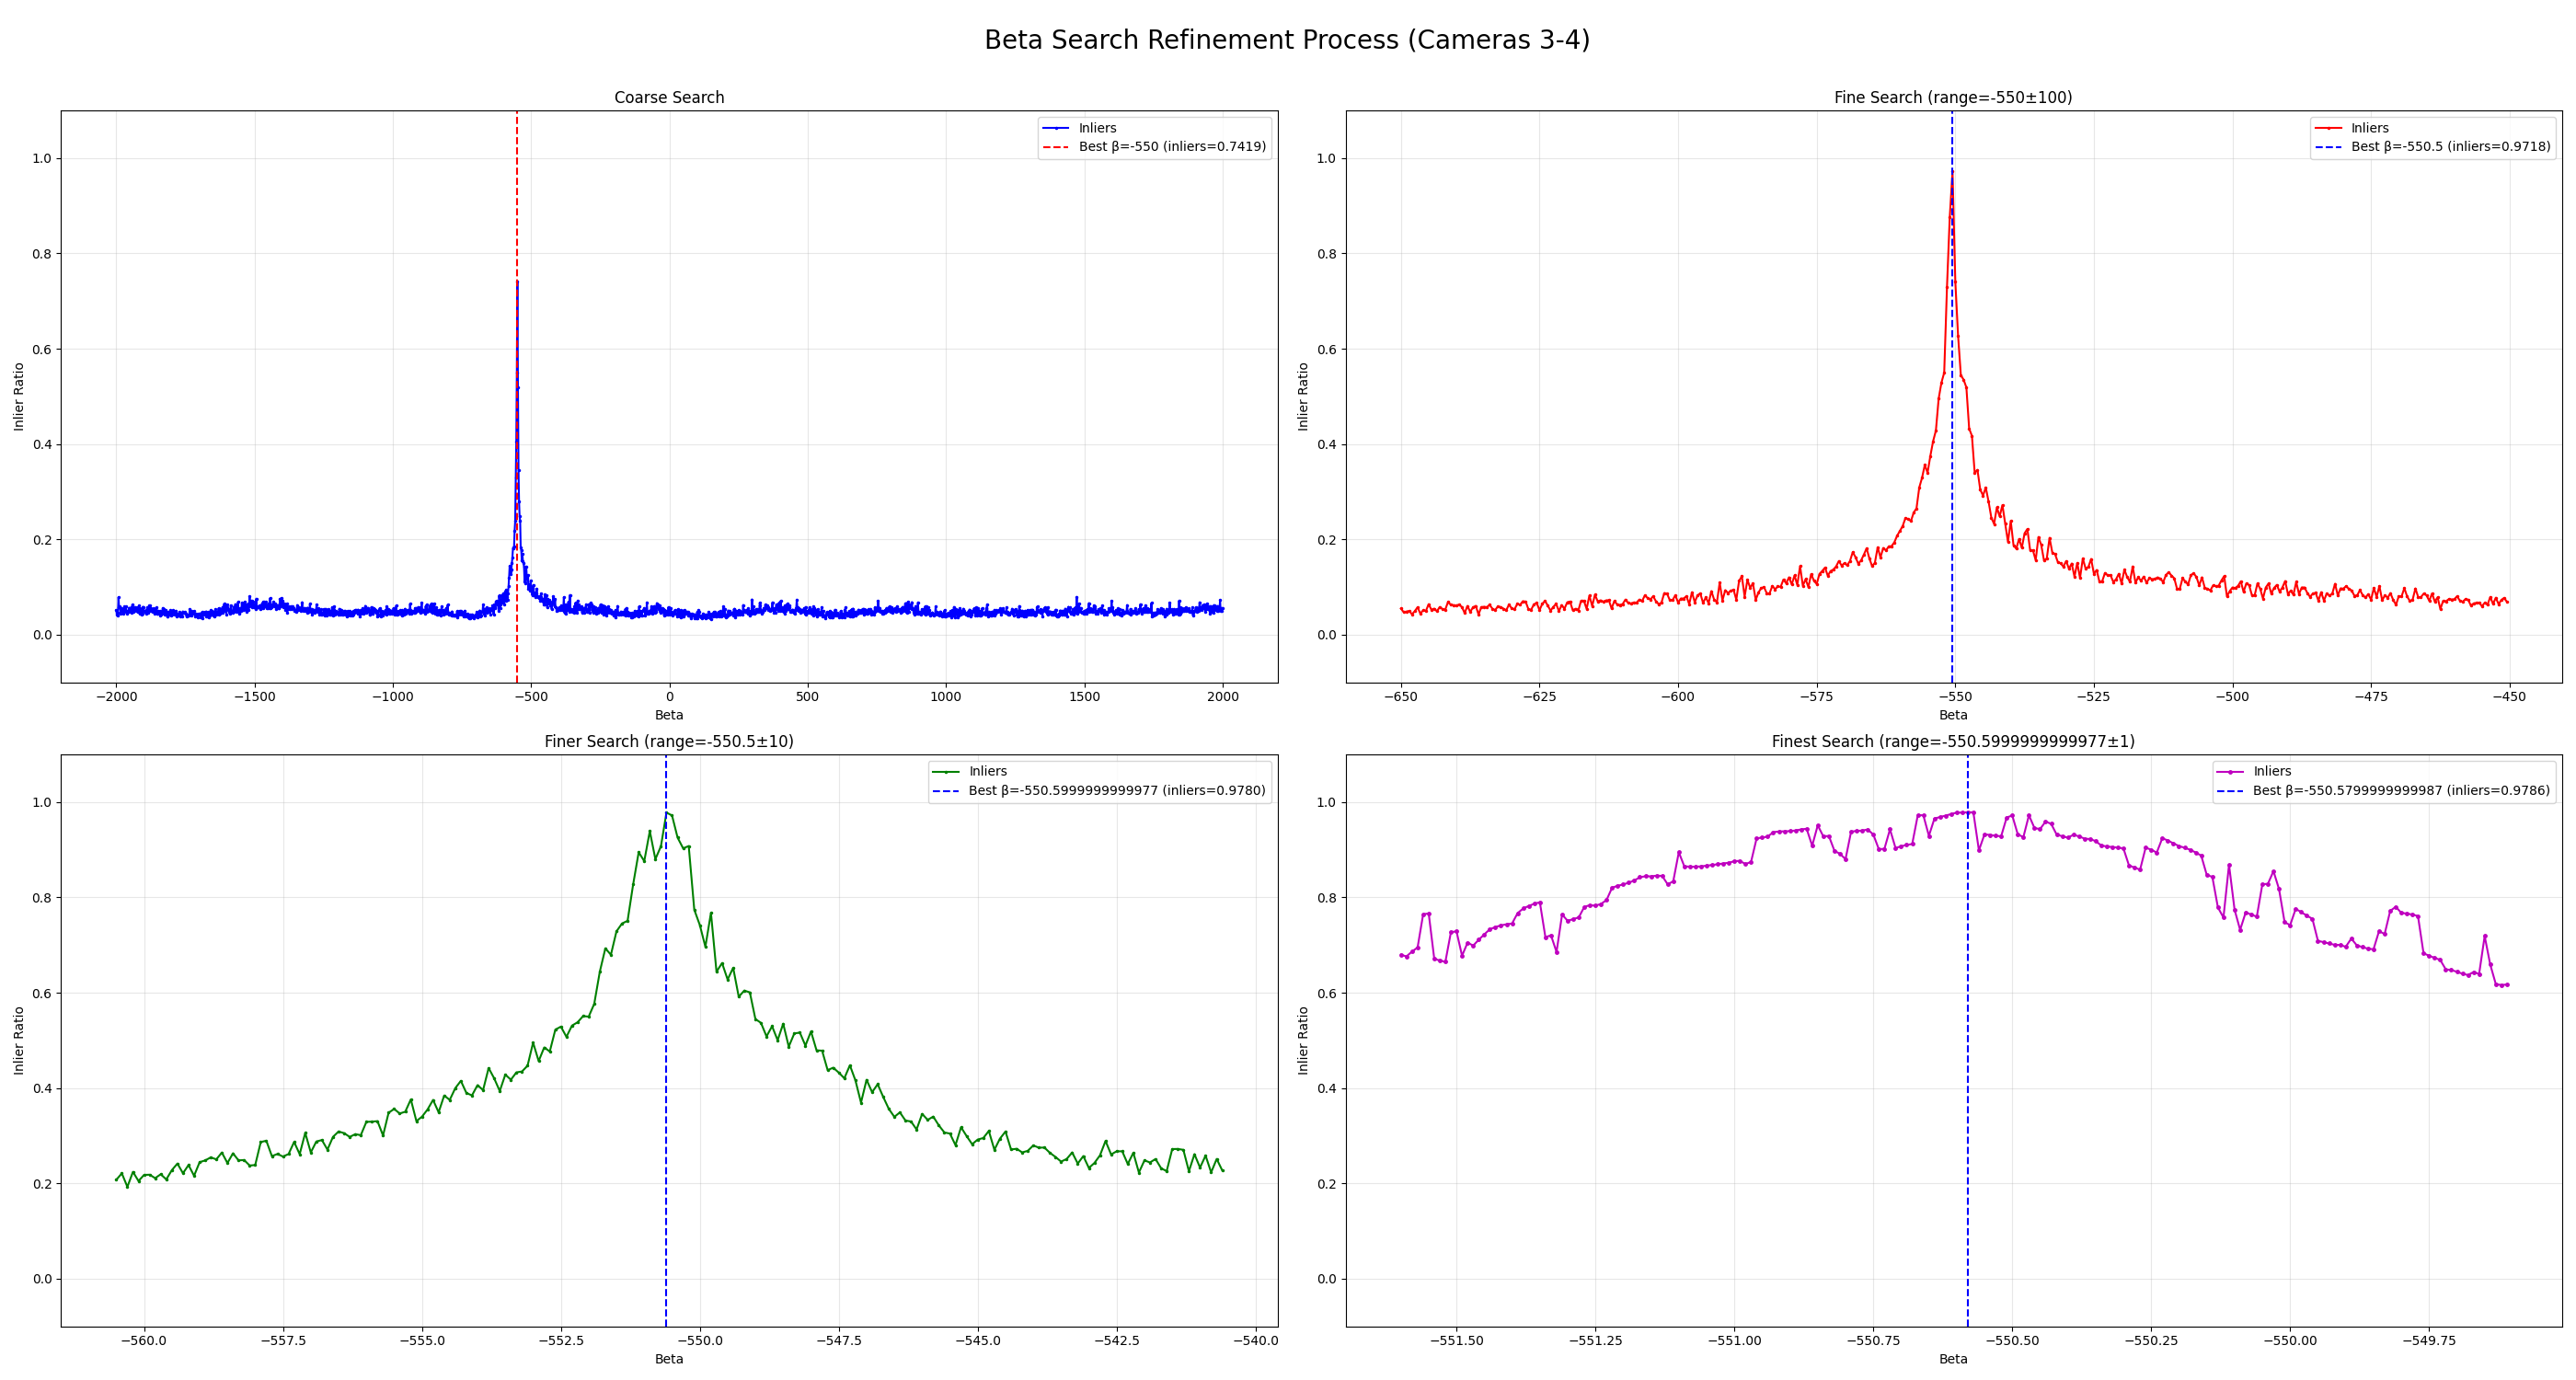 Beta Search Refinement Process (Cameras 3-4)
Coarse Search
Inliers
Best β=-550 (inliers=0.7419)
1.0
0.8
0.6
0.4
0.2
0.0
Inlier Ratio
−2000 −1500 −1000 −500 0 500 1000 1500 2000
Beta
Fine Search (range=-550±100)
Inliers
Best β=-550.5 (inliers=0.9718)
1.0
0.8
0.6
0.4
0.2
0.0
Inlier Ratio
−650 −625 −600 −575 −550 −525 −500 −475 −450
Beta
Finer Search (range=-550.5±10)
Inliers
Best β=-550.5999999999977 (inliers=0.9780)
1.0
0.8
0.6
0.4
0.2
0.0
Inlier Ratio
−560.0 −557.5 −555.0 −552.5 −550.0 −547.5 −545.0 −542.5 −540.0
Beta
Finest Search (range=-550.5999999999977±1)
Inliers
Best β=-550.5799999999987 (inliers=0.9786)
1.0
0.8
0.6
0.4
0.2
0.0
Inlier Ratio
−551.50 −551.25 −551.00 −550.75 −550.50 −550.25 −550.00 −549.75
Beta